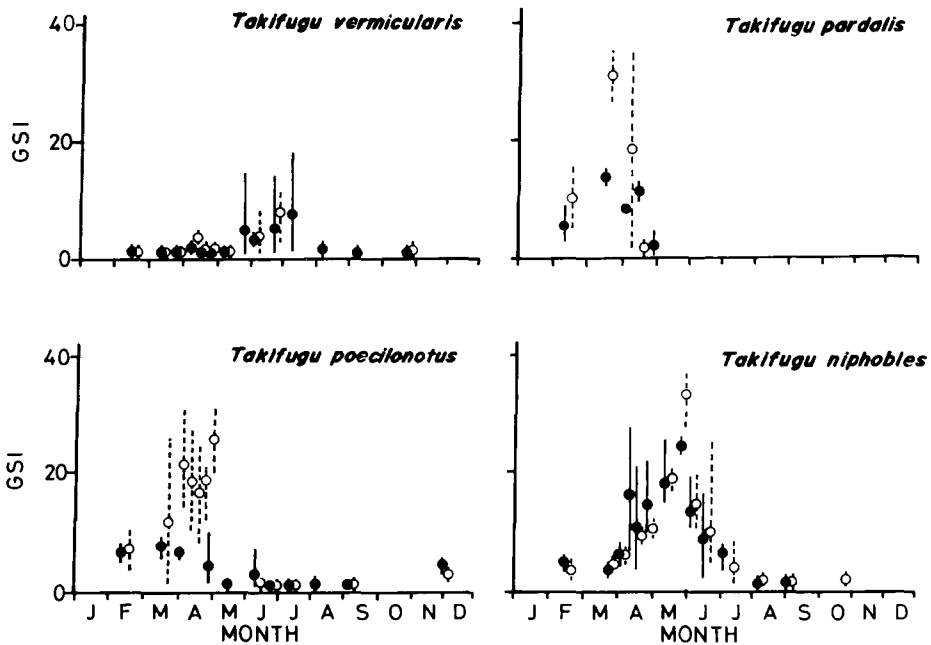 Takifugu vermicularis
40
20
0
GSI
Takifugu pardalis
Takifugu poecilonotus
40
20
0
GSI
J F M A M J J A S O N D
MONTH
Takifugu niphobles
J F M A M J J A S O N D
MONTH